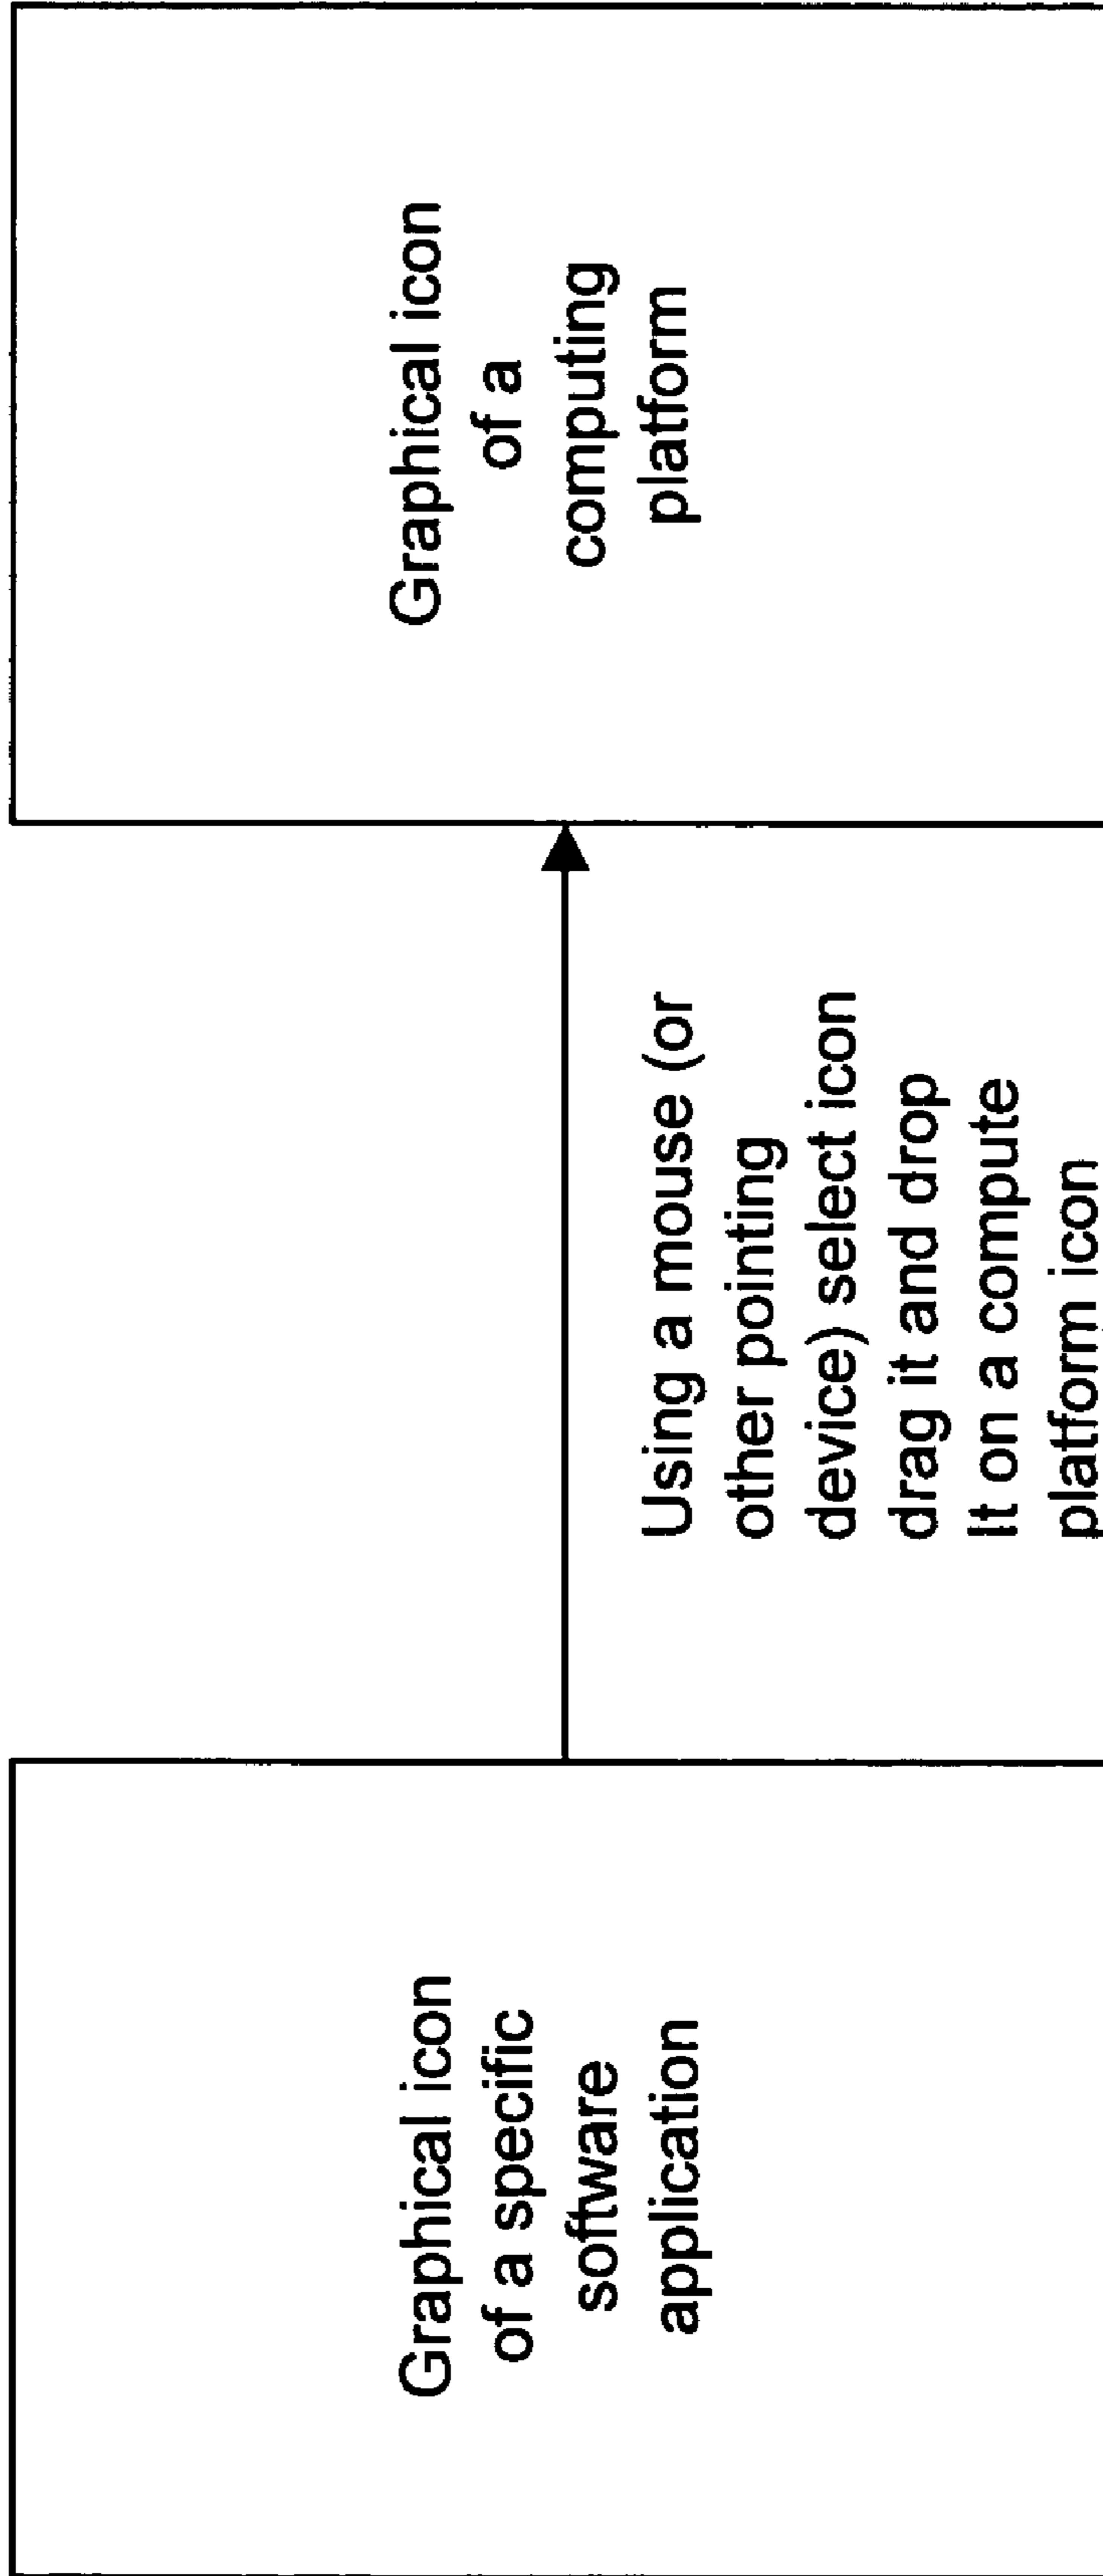 Graphical icon
of a specific
software
application
Using a mouse (or
other pointing
device) select icon
drag it and drop
It on a compute
platform icon
Graphical icon
of a
computing
platform